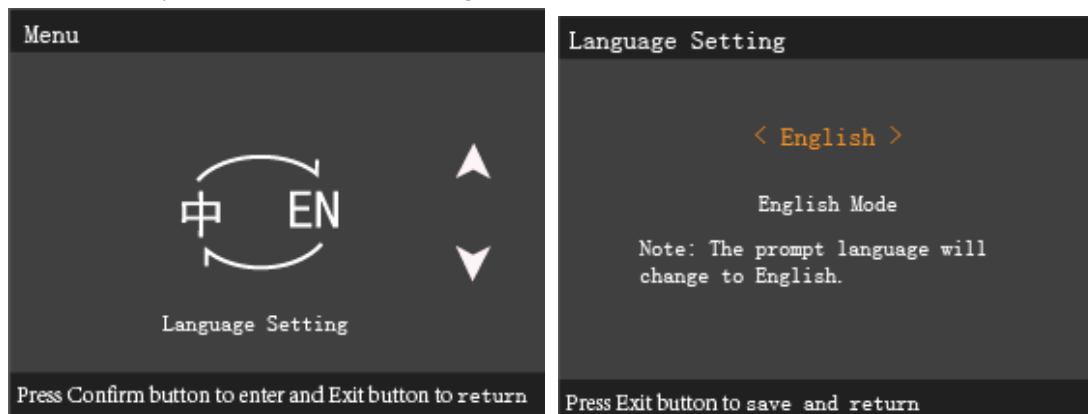 Menu
中 EN
Language Setting
Press Confirm button to enter and Exit button to return
Language Setting
< English >
English Mode
Note: The prompt language will
change to English.
Press Exit button to save and return